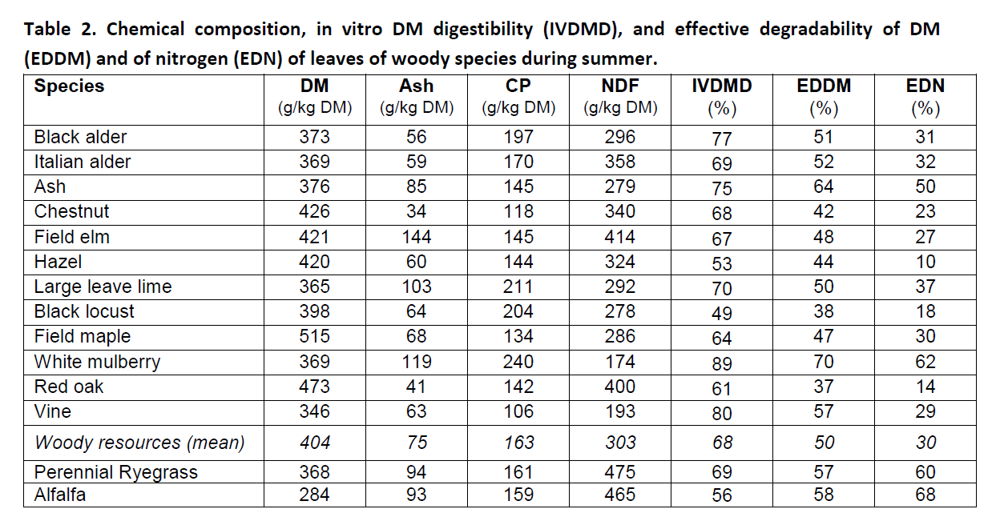 Table 2. Chemical composition, in vitro DM digestibility (IVDMD), and effective degradability of DM
(EDDM) and of nitrogen (EDN) of leaves of woody species during summer.
Species DM Ash CP NDF IVDMD EDDM EDN
(g/kg DM) (g/kg DM) (g/kg DM) (g/kg DM) (%) (%) (%)
Black alder 373 56 197 296 77 51 31
Italian alder 369 59 170 358 69 52 32
Ash 376 85 145 279 75 64 50
Chestnut 426 34 118 340 68 42 23
Field elm 421 144 145 414 67 48 27
Hazel 420 60 144 324 53 44 10
Large leave lime 365 103 211 292 70 50 37
Black locust 398 64 204 278 49 38 18
Field maple 515 68 134 286 64 47 30
White mulberry 369 119 240 174 89 70 62
Red oak 473 41 142 400 61 37 14
Vine 346 63 106 193 80 57 29
Woody resources (mean) 404 75 163 303 68 50 30
Perennial Ryegrass 368 94 161 475 69 57 60
Alfalfa 284 93 159 465 56 58 68